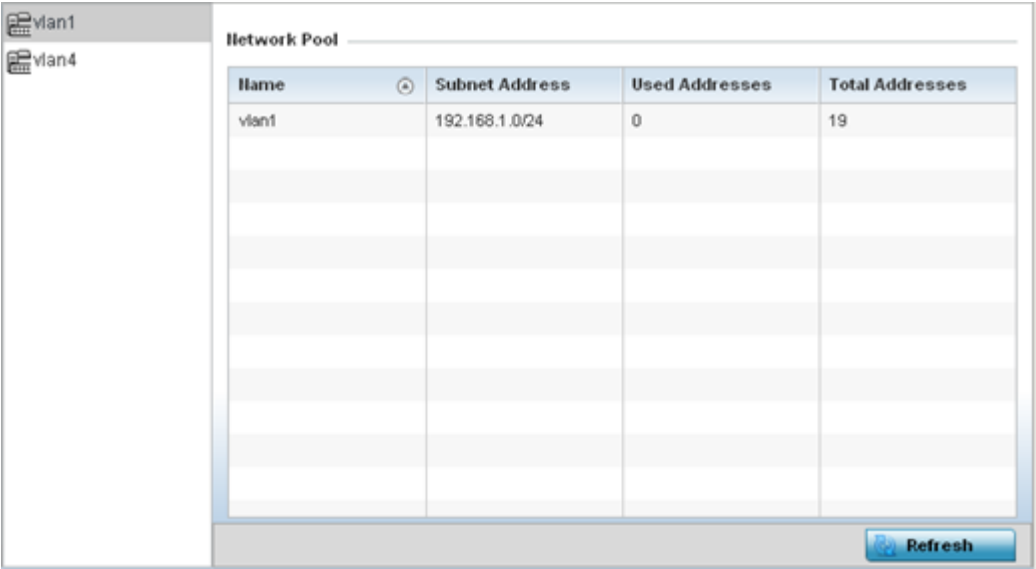 vlan1
vlan4
Network Pool
Name Subnet Address Used Addresses Total Addresses
vlan1 192.168.1.0/24 0 19
Refresh